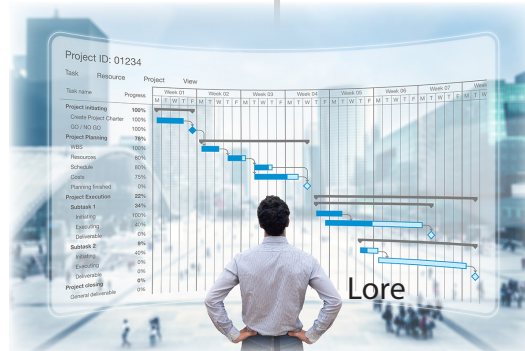 Project ID: 01234
Task Resource Project View
Task name Progress Week 01 Week 02 Week 03 Week 04 Week 05 Week 06 Week 07 Week
M T W T F M T W T F M T W T F M T W T F M T W T F M T W T F M T W T F M T W
Project initiating 100%
Create Project Charter 100%
GO / NO GO 100%
Project Planning 78%
WBS 100%
Resources 80%
Schedule 80%
Costs 75%
Planning finished 0%
Project Execution 22%
Subtask 1 34%
Initiating 100%
Executing 40%
Deliverable 0%
Subtask 2 9%
Initiating 40%
Executing 0%
Deliverable 0%
Project closing 0%
General deliverable 0%
Lore